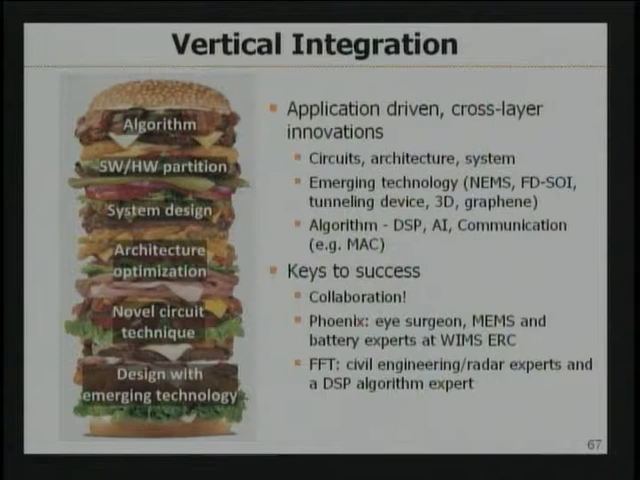 Vertical Integration
Algorithm
SW/HW partition
System design
Architecture
optimization
Novel circuit
technique
Design with
emerging technology
Application driven, cross-layer
innovations
Circuits, architecture, system
Emerging technology (NEMS, FD-SOI,
tunneling device, 3D, graphene)
Algorithm - DSP, AI, Communication
(e.g. MAC)
Keys to success
Collaboration!
Phoenix: eye surgeon, MEMS and
battery experts at WIMS ERC
FFT: civil engineering/radar experts and
a DSP algorithm expert
67